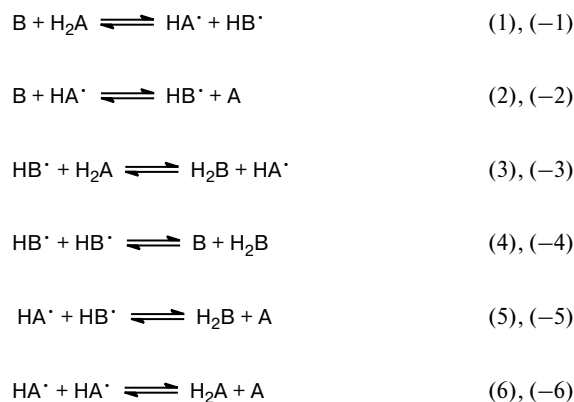 B + H₂A ⇌ HA· + HB· (1), (−1)
B + HA· ⇌ HB· + A (2), (−2)
HB· + H₂A ⇌ H₂B + HA· (3), (−3)
HB· + HB· ⇌ B + H₂B (4), (−4)
HA· + HB· ⇌ H₂B + A (5), (−5)
HA· + HA· ⇌ H₂A + A (6), (−6)